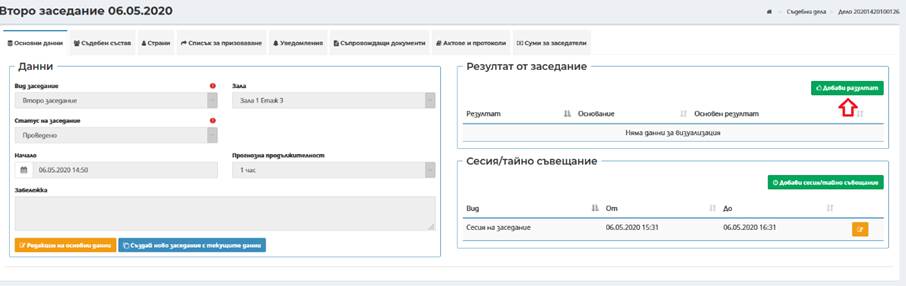 Второ заседание 06.05.2020
Съдебни дела Дело 20201420100126
Основни данни Съдебен състав Страни Списък за призоваване Уведомления Съпровождащи документи Актове и протоколи Суми за заседатели
Данни
Вид заседание Зала
Второ заседание Зала 1 Етаж 3
Статус на заседание
Проведено
Начало Прогнозна продължителност
06.05.2020 14:50 1 час
Забележка
Редакция на основни данни Създай ново заседание с текущите данни
Резултат от заседание
Добави резултат
Резултат Основание Основен резултат
Няма данни за визуализация
Сесия/тайно съвещание
Добави сесия/тайно съвещание
Вид От До
Сесия на заседание 06.05.2020 15:31 06.05.2020 16:31